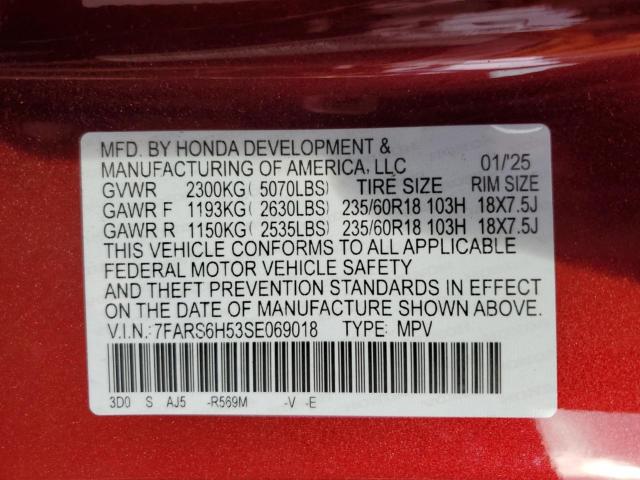 MFD. BY HONDA DEVELOPMENT &
MANUFACTURING OF AMERICA, LLC 01/'25
GVWR 2300KG( 5070LBS) TIRE SIZE RIM SIZE
GAWR F 1193KG( 2630LBS) 235/60R18 103H 18X7.5J
GAWR R 1150KG( 2535LBS) 235/60R18 103H 18X7.5J
THIS VEHICLE CONFORMS TO ALL APPLICABLE
FEDERAL MOTOR VEHICLE SAFETY
AND THEFT PREVENTION STANDARDS IN EFFECT
ON THE DATE OF MANUFACTURE SHOWN ABOVE.
V.I.N.:7FARS6H53SE069018 TYPE: MPV
3D0 S AJ5 -R569M -V -E